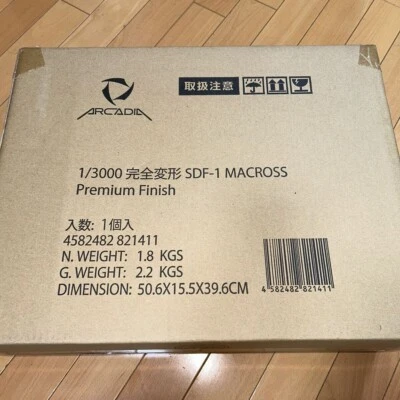 取扱注意
ARCADIA
1/3000 完全変形 SDF-1 MACROSS
Premium Finish
入数: 1個入
4582482 821411
N. WEIGHT: 1.8 KGS
G. WEIGHT: 2.2 KGS
DIMENSION: 50.6X15.5X39.6CM
4 582482 821411